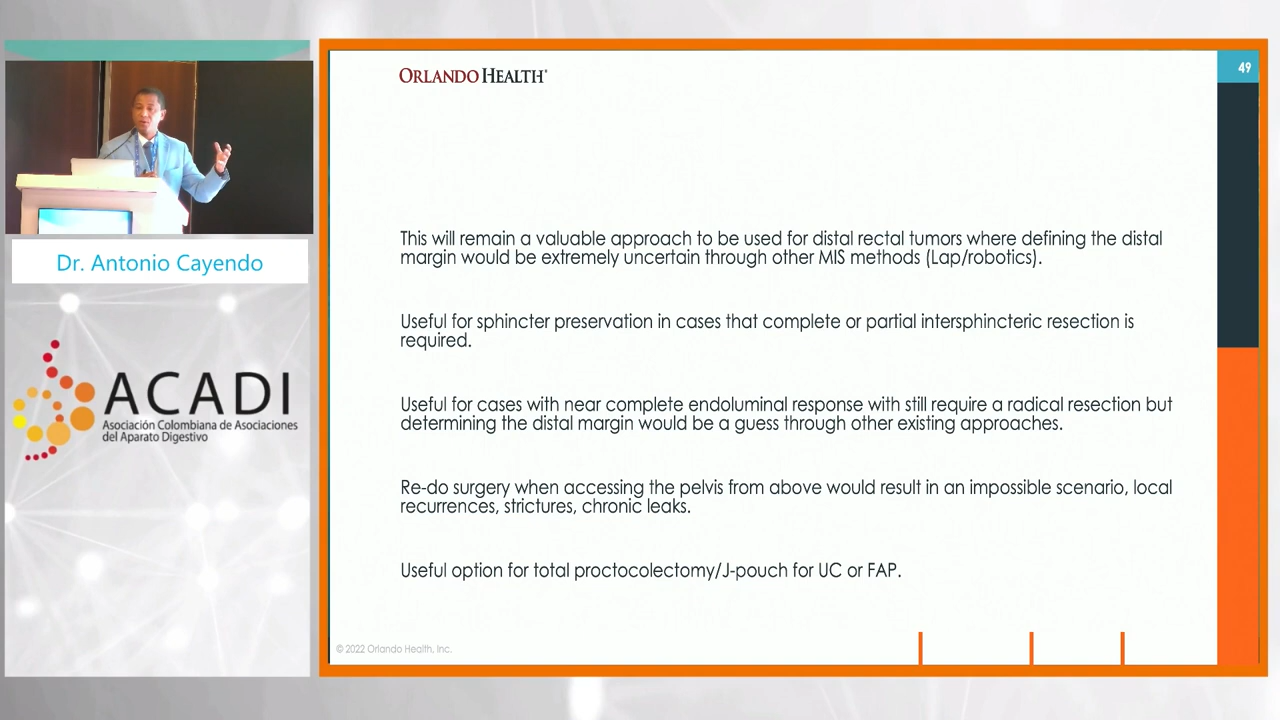 ORLANDO HEALTH®
49
This will remain a valuable approach to be used for distal rectal tumors where defining the distal
margin would be extremely uncertain through other MIS methods (Lap/robotics).
Useful for sphincter preservation in cases that complete or partial intersphincteric resection is
required.
Useful for cases with near complete endoluminal response with still require a radical resection but
determining the distal margin would be a guess through other existing approaches.
Re-do surgery when accessing the pelvis from above would result in an impossible scenario, local
recurrences, strictures, chronic leaks.
Useful option for total proctocolectomy/J-pouch for UC or FAP.
© 2022 Orlando Health, Inc.
Dr. Antonio Cayendo
ACADI
Asociación Colombiana de Asociaciones
del Aparato Digestivo